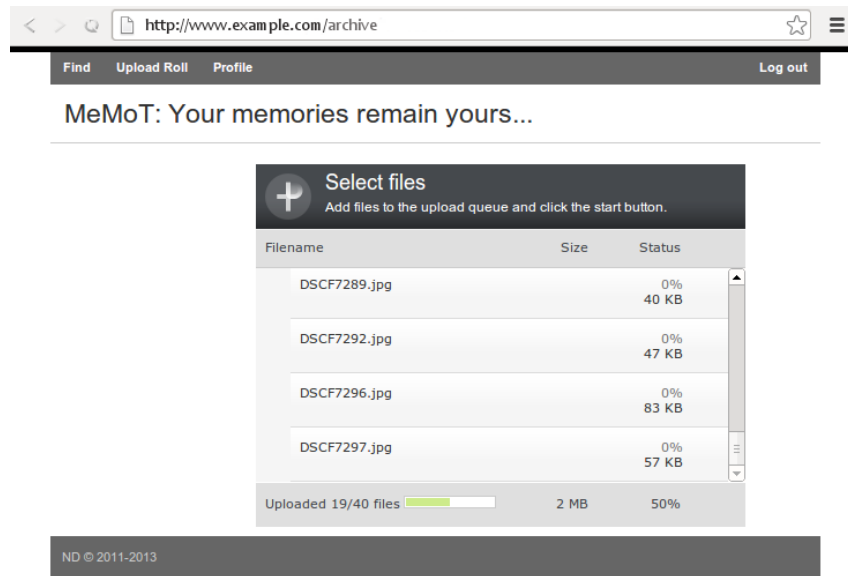 http://www.example.com/archive
Find Upload Roll Profile Log out
MeMoT: Your memories remain yours...
Select files
Add files to the upload queue and click the start button.
Filename Size Status
DSCF7289.jpg 0%
40 KB
DSCF7292.jpg 0%
47 KB
DSCF7296.jpg 0%
83 KB
DSCF7297.jpg 0%
57 KB
Uploaded 19/40 files 2 MB 50%
ND © 2011-2013